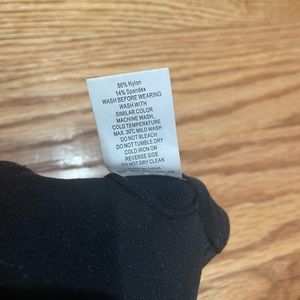 86% Nylon
14% Spandex
WASH BEFORE WEARING
WASH WITH
SIMILAR COLOR
MACHINE WASH,
COLD TEMPERATURE
MAX. 30C MILD WASH
DO NOT BLEACH
DO NOT TUMBLE DRY
COLD IRON ON
REVERSE SIDE
DO NOT DRY CLEAN